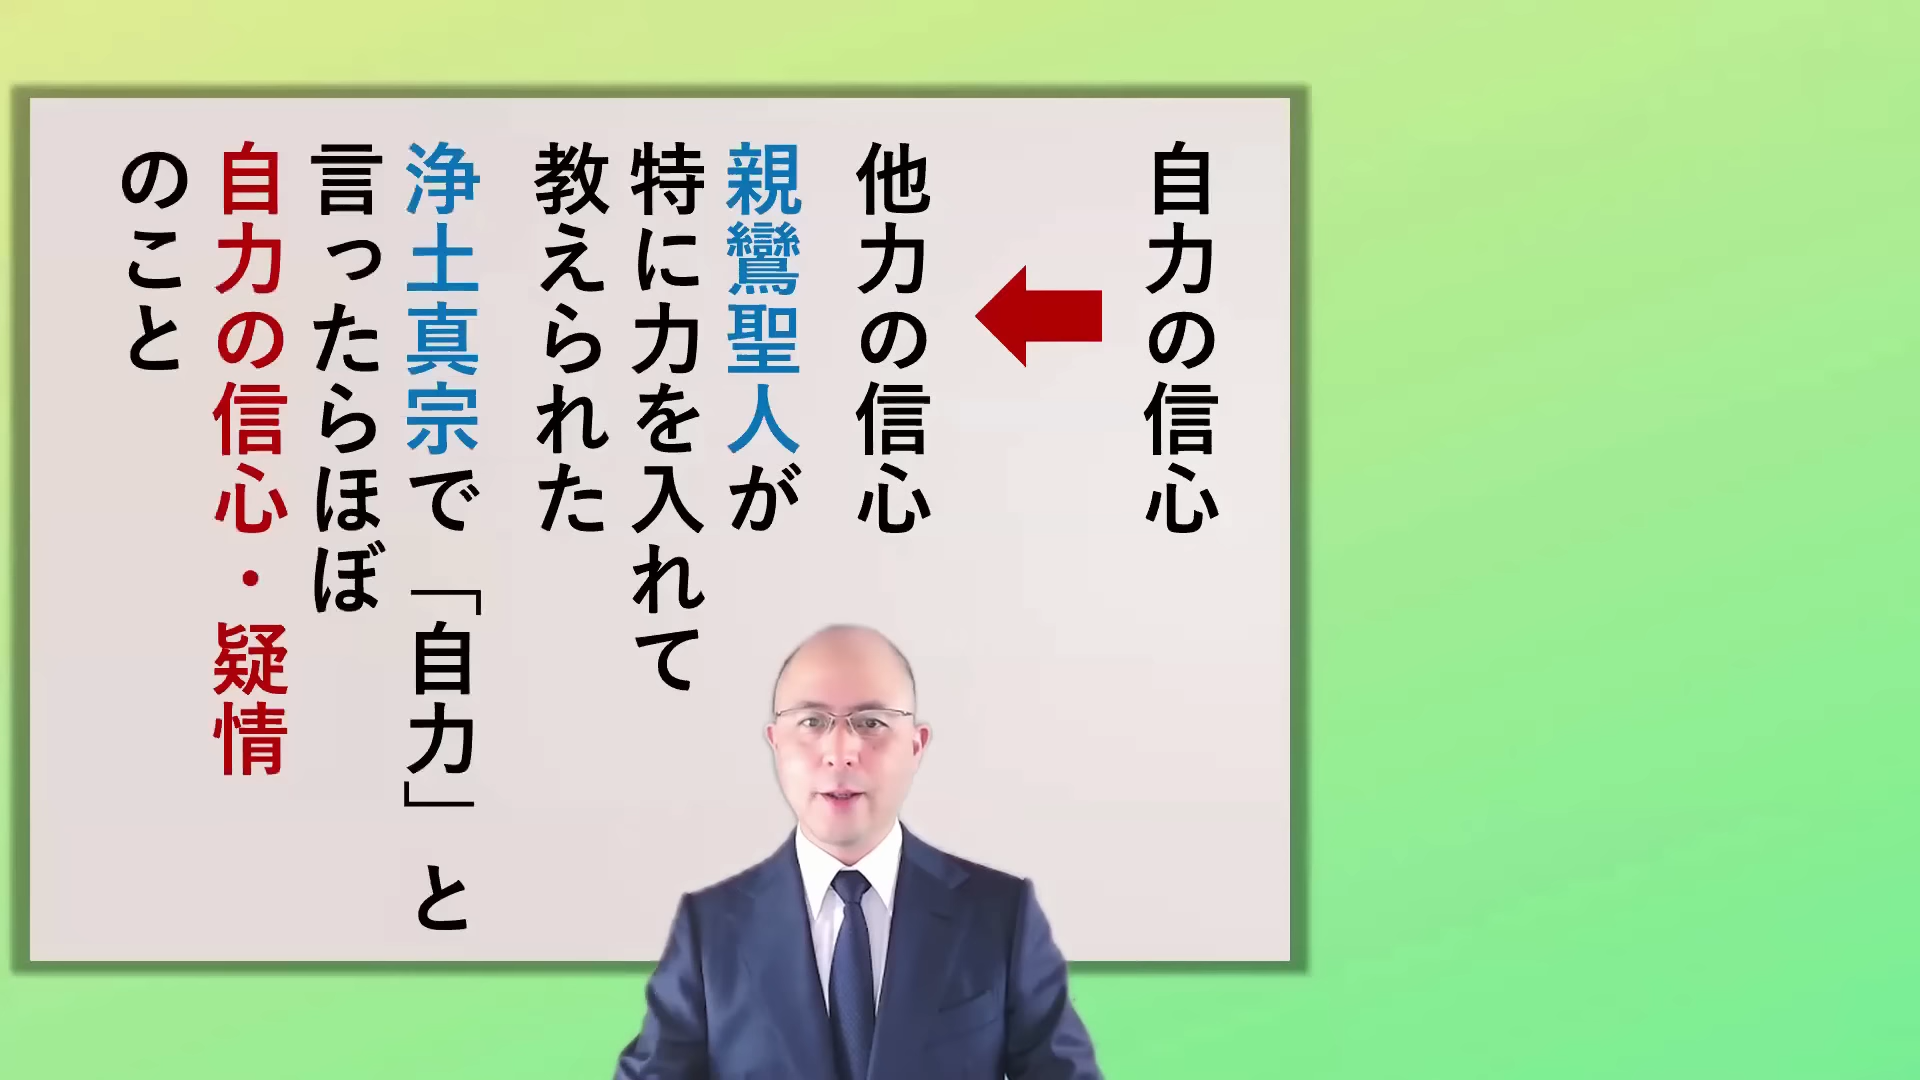 自力の信心
他力の信心
親鸞聖人が
特に力を入れて
教えられた
浄土真宗で「自力」と
言ったらほぼ
自力の信心・疑情
のこと